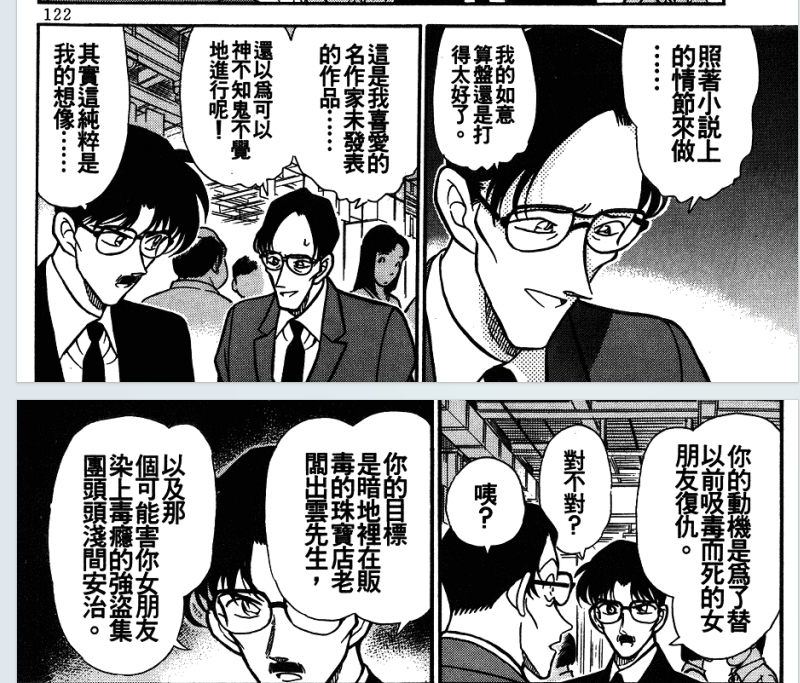 122
照著小説上
的情節來做
……
我的如意
算盤還是打
得太好了。
這是我喜愛的
名作家未發表
的作品……
還以為可以
神不知鬼不覺
地進行呢！
其實這純粹是
我的想像……
你的動機是為了替
以前吸毒而死的女
朋友復仇。
對不對？
咦？
你的目標
是暗地裡在販
毒的珠寶店老
闆出雲先生，
以及那
個可能害你女朋友
染上毒癮的強盜集
團頭頭淺間安治。